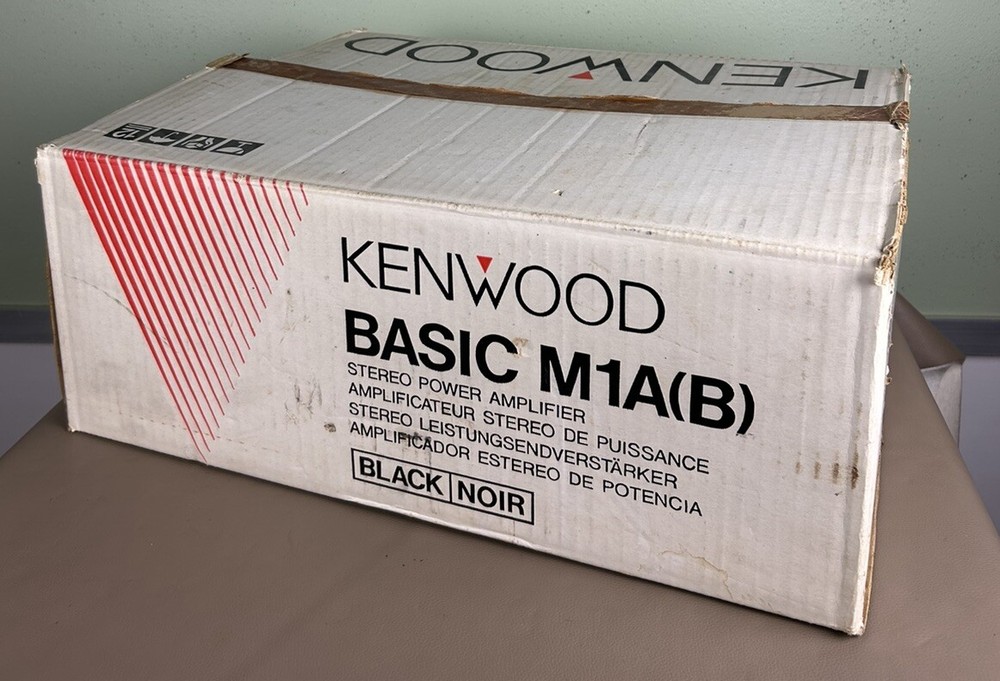 KENWOOD
12
KENWOOD
BASIC M1A(B)
STEREO POWER AMPLIFIER
AMPLIFICATEUR STEREO DE PUISSANCE
STEREO LEISTUNGSENDVERSTÄRKER
AMPLIFICADOR ESTEREO DE POTENCIA
BLACK NOIR